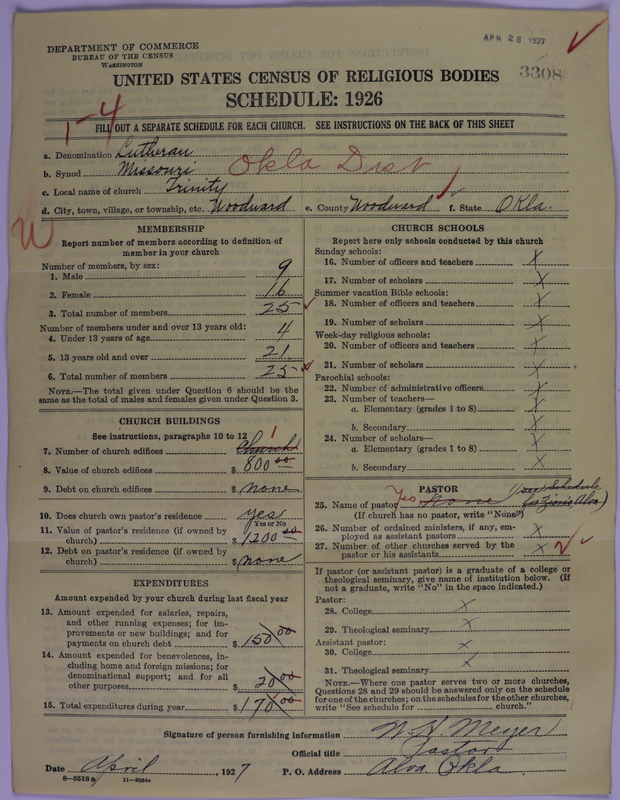 APR 28 1927
DEPARTMENT OF COMMERCE
BUREAU OF THE CENSUS
WASHINGTON
3308
UNITED STATES CENSUS OF RELIGIOUS BODIES
SCHEDULE: 1926
1-4
FILL OUT A SEPARATE SCHEDULE FOR EACH CHURCH. SEE INSTRUCTIONS ON THE BACK OF THIS SHEET
a. Denomination Lutheran
b. Synod Missouri Okla Dist
c. Local name of church Trinity
d. City, town, village, or township, etc. Woodward e. County Woodward f. State Okla.
W
MEMBERSHIP
Report number of members according to definition of
member in your church
Number of members, by sex:
1. Male 9
2. Female 16
3. Total number of members 25
Number of members under and over 13 years old:
4. Under 13 years of age 4
5. 13 years old and over 21
6. Total number of members 25
NOTE.—The total given under Question 6 should be the
same as the total of males and females given under Question 3.
CHURCH BUILDINGS
See instructions, paragraphs 10 to 12
7. Number of church edifices Church 1
8. Value of church edifices $ 800 00
9. Debt on church edifices $ none
10. Does church own pastor's residence yes
Yes or No
11. Value of pastor's residence (if owned by
church) $ 1200 00
12. Debt on pastor's residence (if owned by
church) $ none
EXPENDITURES
Amount expended by your church during last fiscal year
13. Amount expended for salaries, repairs,
and other running expenses; for im-
provements or new buildings; and for
payments on church debt $ 150 00
14. Amount expended for benevolences, in-
cluding home and foreign missions; for
denominational support; and for all
other purposes $ 20 00
15. Total expenditures during year $ 170 00
CHURCH SCHOOLS
Report here only schools conducted by this church
Sunday schools:
16. Number of officers and teachers X
17. Number of scholars X
Summer vacation Bible schools:
18. Number of officers and teachers X
19. Number of scholars X
Week-day religious schools:
20. Number of officers and teachers X
21. Number of scholars X
Parochial schools:
22. Number of administrative officers X
23. Number of teachers—
a. Elementary (grades 1 to 8) X
b. Secondary X
24. Number of scholars—
a. Elementary (grades 1 to 8) X
b. Secondary X
PASTOR
25. Name of pastor Yes None Schedule
(If church has no pastor, write "None") for Zion's Alva)
26. Number of ordained ministers, if any, em-
ployed as assistant pastors X
27. Number of other churches served by the
pastor or his assistants X
If pastor (or assistant pastor) is a graduate of a college or
theological seminary, give name of institution below. (If
not a graduate, write "No" in the space indicated.)
Pastor:
28. College X
29. Theological seminary X
Assistant pastor:
30. College X
31. Theological seminary X
NOTE.—Where one pastor serves two or more churches,
Questions 28 and 29 should be answered only on the schedule
for one of the churches; on the schedules for the other churches,
write "See schedule for church."
Signature of person furnishing information W. H. Meyer
Official title Pastor
Date April 1927 P. O. Address Alva. Okla.
8—5518a 11—9654a